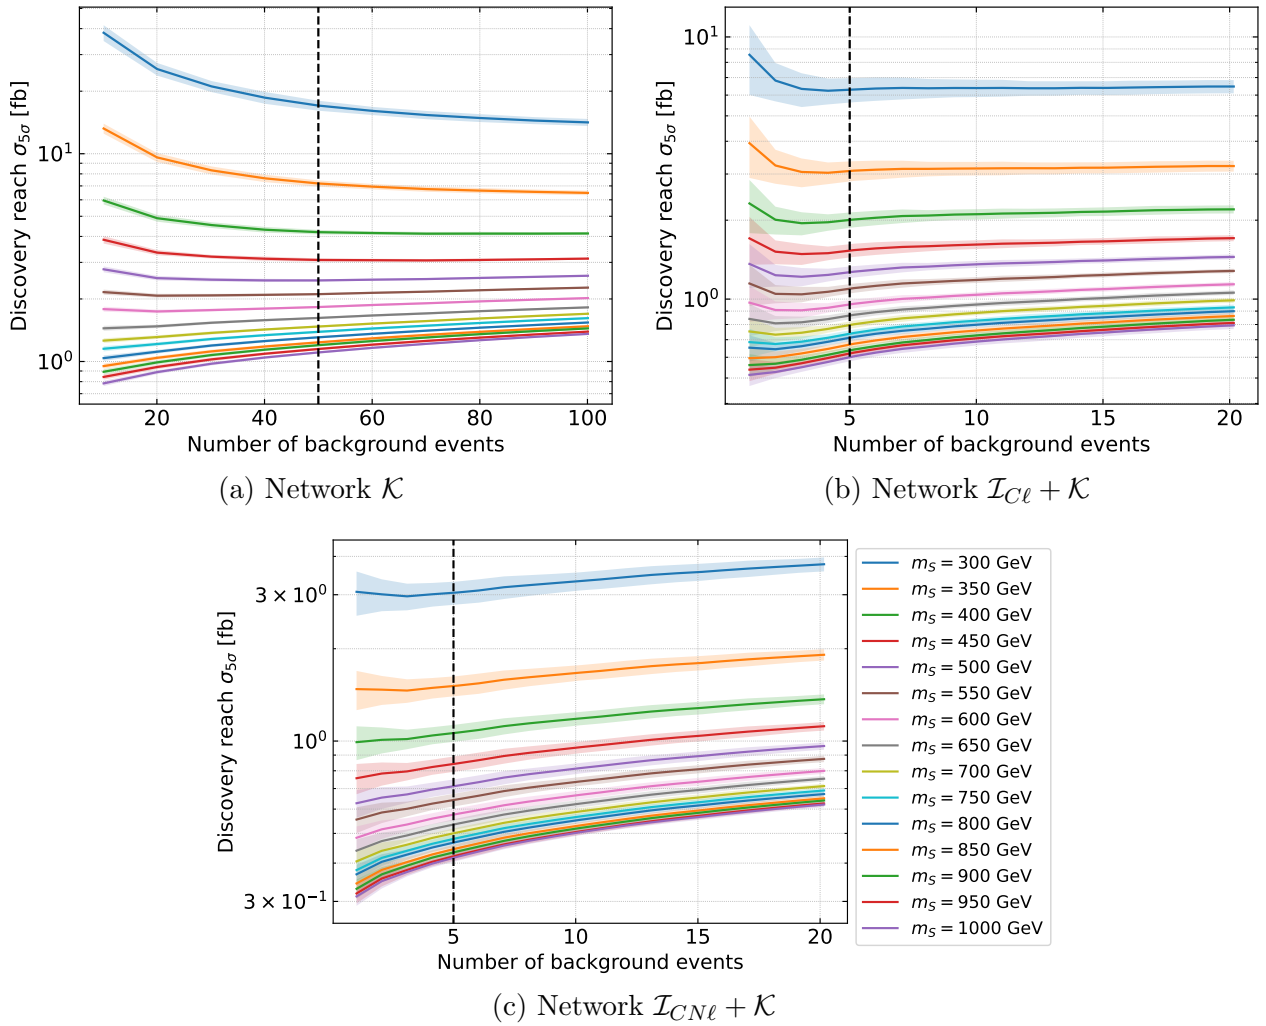 Discovery reach σ5σ [fb]
10¹
10⁰
20 40 60 80 100
Number of background events
(a) Network 𝒦
Discovery reach σ5σ [fb]
10¹
10⁰
5 10 15 20
Number of background events
(b) Network ℐCℓ + 𝒦
Discovery reach σ5σ [fb]
3 × 10⁰
10⁰
3 × 10⁻¹
5 10 15 20
Number of background events
mS = 300 GeV
mS = 350 GeV
mS = 400 GeV
mS = 450 GeV
mS = 500 GeV
mS = 550 GeV
mS = 600 GeV
mS = 650 GeV
mS = 700 GeV
mS = 750 GeV
mS = 800 GeV
mS = 850 GeV
mS = 900 GeV
mS = 950 GeV
mS = 1000 GeV
(c) Network ℐCNℓ + 𝒦